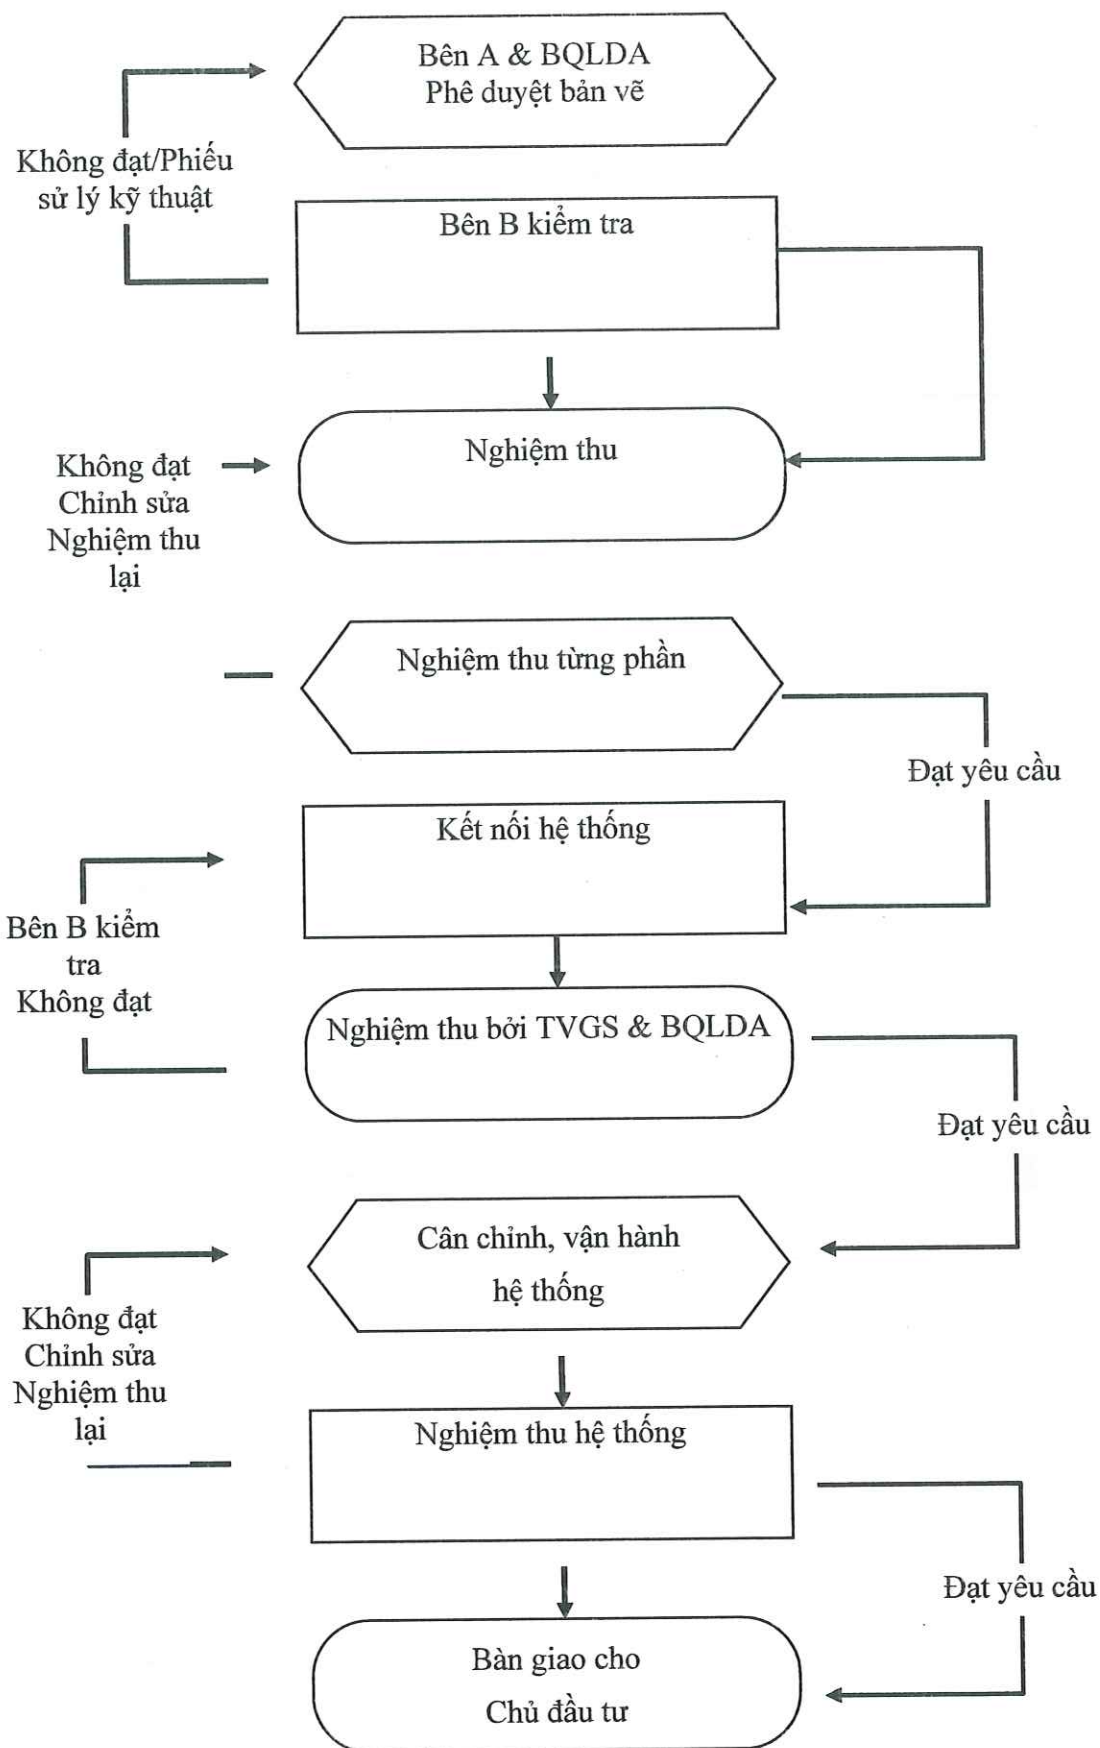 Bên A & BQLDA
Phê duyệt bản vẽ
Không đạt/Phiếu
sử lý kỹ thuật
Bên B kiểm tra
Nghiệm thu
Không đạt
Chỉnh sửa
Nghiệm thu
lại
Nghiệm thu từng phần
Đạt yêu cầu
Kết nối hệ thống
Bên B kiểm
tra
Không đạt
Nghiệm thu bởi TVGS & BQLDA
Đạt yêu cầu
Cân chỉnh, vận hành
hệ thống
Không đạt
Chỉnh sửa
Nghiệm thu
lại
Nghiệm thu hệ thống
Đạt yêu cầu
Bàn giao cho
Chủ đầu tư